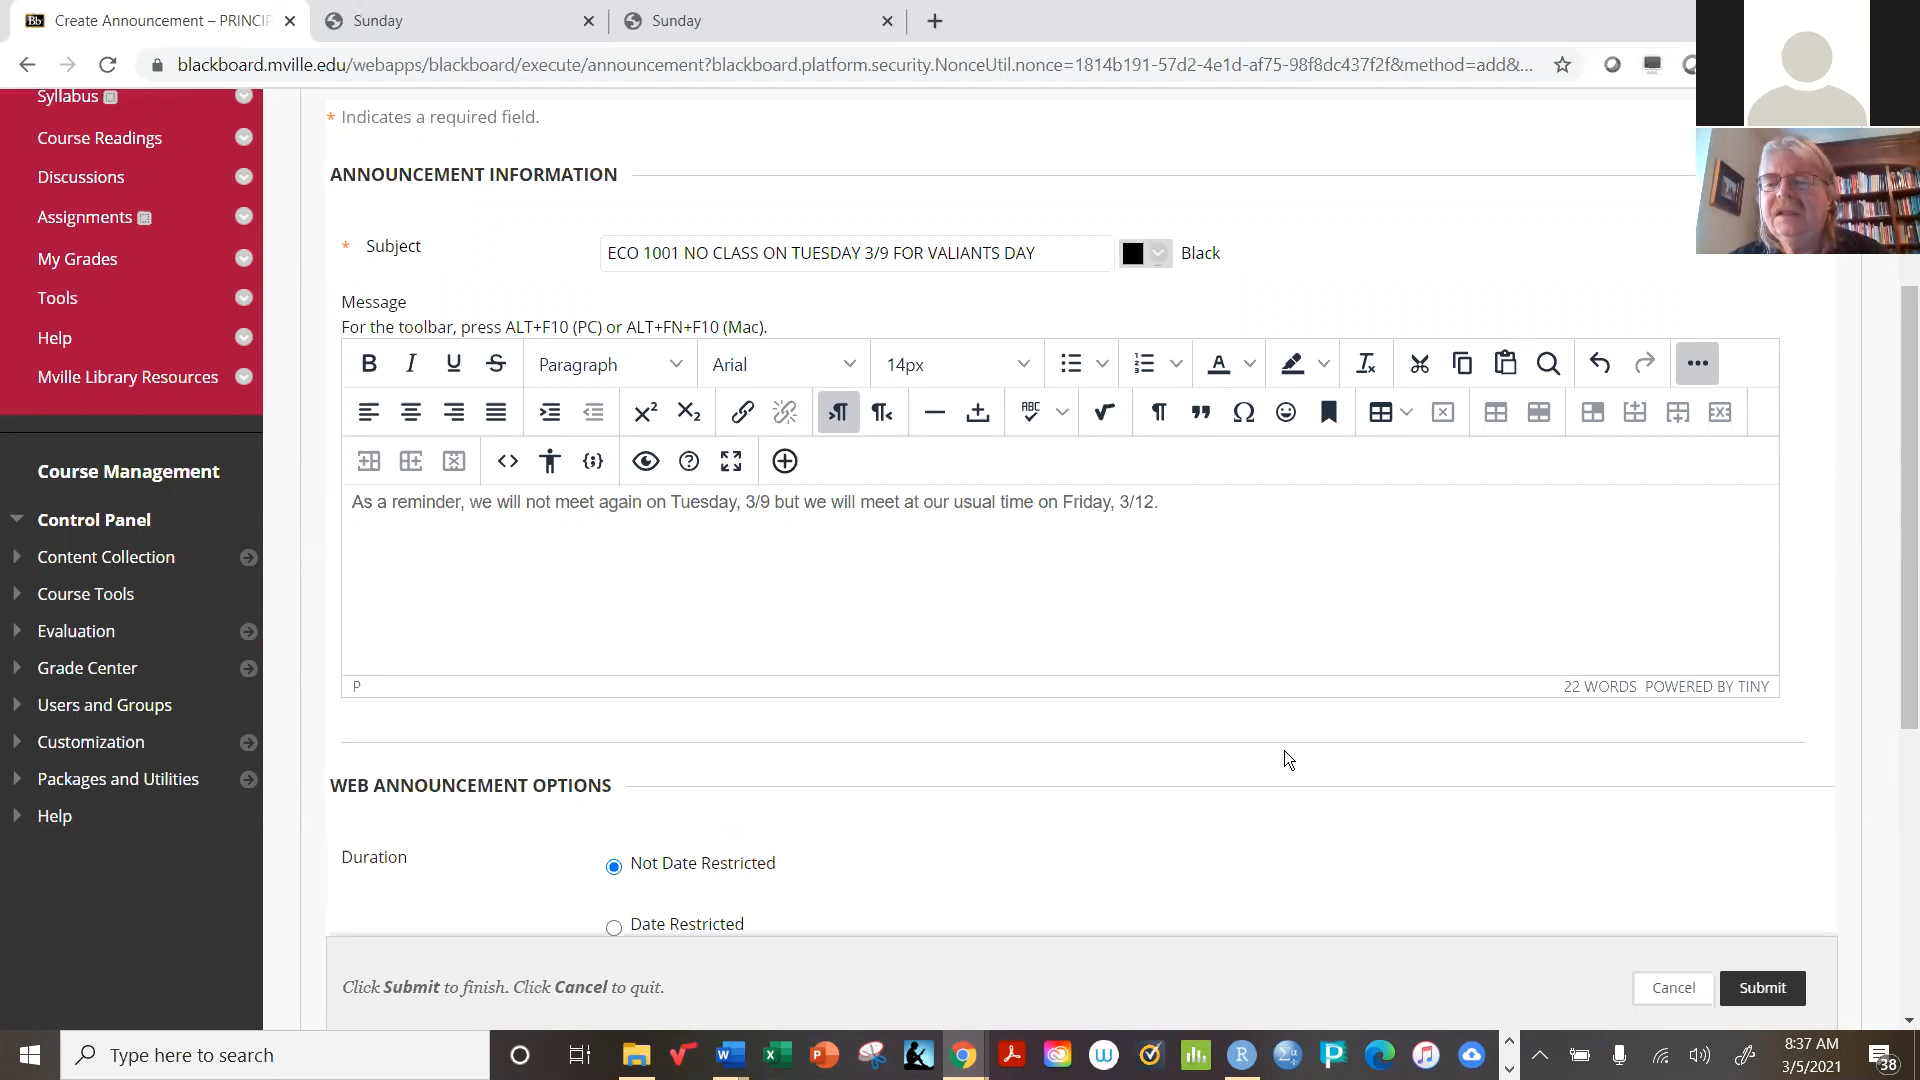 Create Announcement – PRINCIP
Sunday
Sunday
blackboard.mville.edu/webapps/blackboard/execute/announcement?blackboard.platform.security.NonceUtil.nonce=1814b191-57d2-4e1d-af75-98f8dc437f2f&method=add&...
Syllabus
Course Readings
Discussions
Assignments
My Grades
Tools
Help
Mville Library Resources
Course Management
Control Panel
Content Collection
Course Tools
Evaluation
Grade Center
Users and Groups
Customization
Packages and Utilities
Help
* Indicates a required field.
ANNOUNCEMENT INFORMATION
* Subject
ECO 1001 NO CLASS ON TUESDAY 3/9 FOR VALIANTS DAY
Black
Message
For the toolbar, press ALT+F10 (PC) or ALT+FN+F10 (Mac).
Paragraph
Arial
14px
As a reminder, we will not meet again on Tuesday, 3/9 but we will meet at our usual time on Friday, 3/12.
P
22 WORDS POWERED BY TINY
WEB ANNOUNCEMENT OPTIONS
Duration
Not Date Restricted
Date Restricted
Click Submit to finish. Click Cancel to quit.
Cancel
Submit
Type here to search
8:37 AM
3/5/2021
38